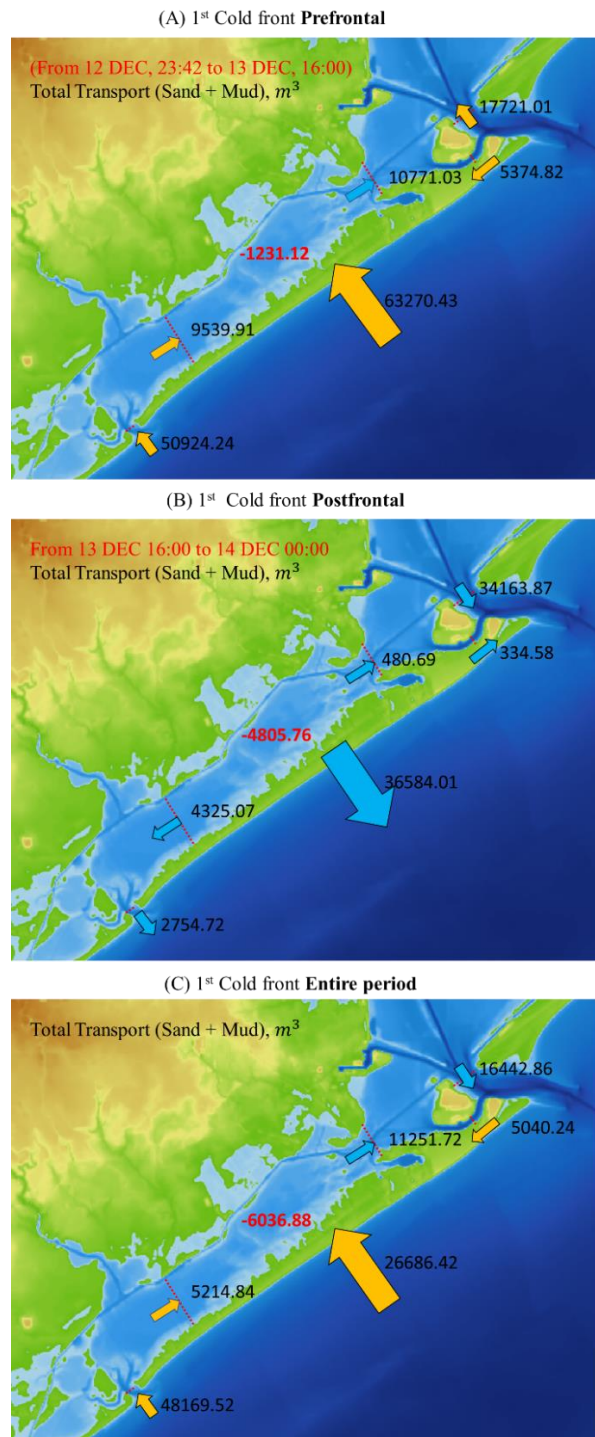 (A) 1st Cold front Prefrontal
(From 12 DEC, 23:42 to 13 DEC, 16:00)
Total Transport (Sand + Mud), m³
17721.01
5374.82
10771.03
-1231.12
63270.43
9539.91
50924.24
(B) 1st Cold front Postfrontal
From 13 DEC 16:00 to 14 DEC 00:00
Total Transport (Sand + Mud), m³
34163.87
334.58
480.69
-4805.76
36584.01
4325.07
2754.72
(C) 1st Cold front Entire period
Total Transport (Sand + Mud), m³
16442.86
5040.24
11251.72
-6036.88
26686.42
5214.84
48169.52